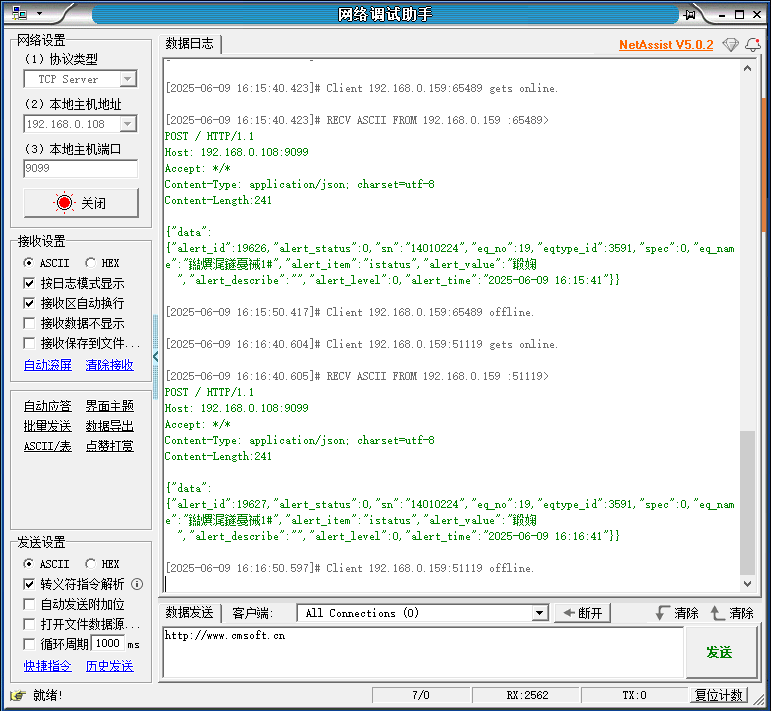 网络调试助手
网络设置
(1) 协议类型
TCP Server
(2) 本地主机地址
192.168.0.108
(3) 本地主机端口
9099
关闭
接收设置
ASCII HEX
按日志模式显示
接收区自动换行
接收数据不显示
接收保存到文件...
自动滚屏 清除接收
自动应答 界面主题
批量发送 数据导出
ASCII/表 点赞打赏
发送设置
ASCII HEX
转义符指令解析
自动发送附加位
打开文件数据源...
循环周期 1000 ms
快捷指令 历史发送
数据日志
NetAssist V5.0.2
[2025-06-09 16:15:40.423]# Client 192.168.0.159:65489 gets online.
[2025-06-09 16:15:40.423]# RECV ASCII FROM 192.168.0.159 :65489>
POST / HTTP/1.1
Host: 192.168.0.108:9099
Accept: */*
Content-Type: application/json; charset=utf-8
Content-Length:241
{"data":
{"alert_id":19626,"alert_status":0,"sn":"14010224","eq_no":19,"eqtype_id":3591,"spec":0,"eq_nam
e":"1#","alert_item":"istatus","alert_value":"
","alert_describe":"","alert_level":0,"alert_time":"2025-06-09 16:15:41"}}
[2025-06-09 16:15:50.417]# Client 192.168.0.159:65489 offline.
[2025-06-09 16:16:40.604]# Client 192.168.0.159:51119 gets online.
[2025-06-09 16:16:40.605]# RECV ASCII FROM 192.168.0.159 :51119>
POST / HTTP/1.1
Host: 192.168.0.108:9099
Accept: */*
Content-Type: application/json; charset=utf-8
Content-Length:241
{"data":
{"alert_id":19627,"alert_status":0,"sn":"14010224","eq_no":19,"eqtype_id":3591,"spec":0,"eq_nam
e":"1#","alert_item":"istatus","alert_value":"
","alert_describe":"","alert_level":0,"alert_time":"2025-06-09 16:16:41"}}
[2025-06-09 16:16:50.597]# Client 192.168.0.159:51119 offline.
数据发送 客户端: All Connections (0) 断开 清除 清除
http://www.cmsoft.cn
发送
就绪! 7/0 RX:2562 TX:0 复位计数